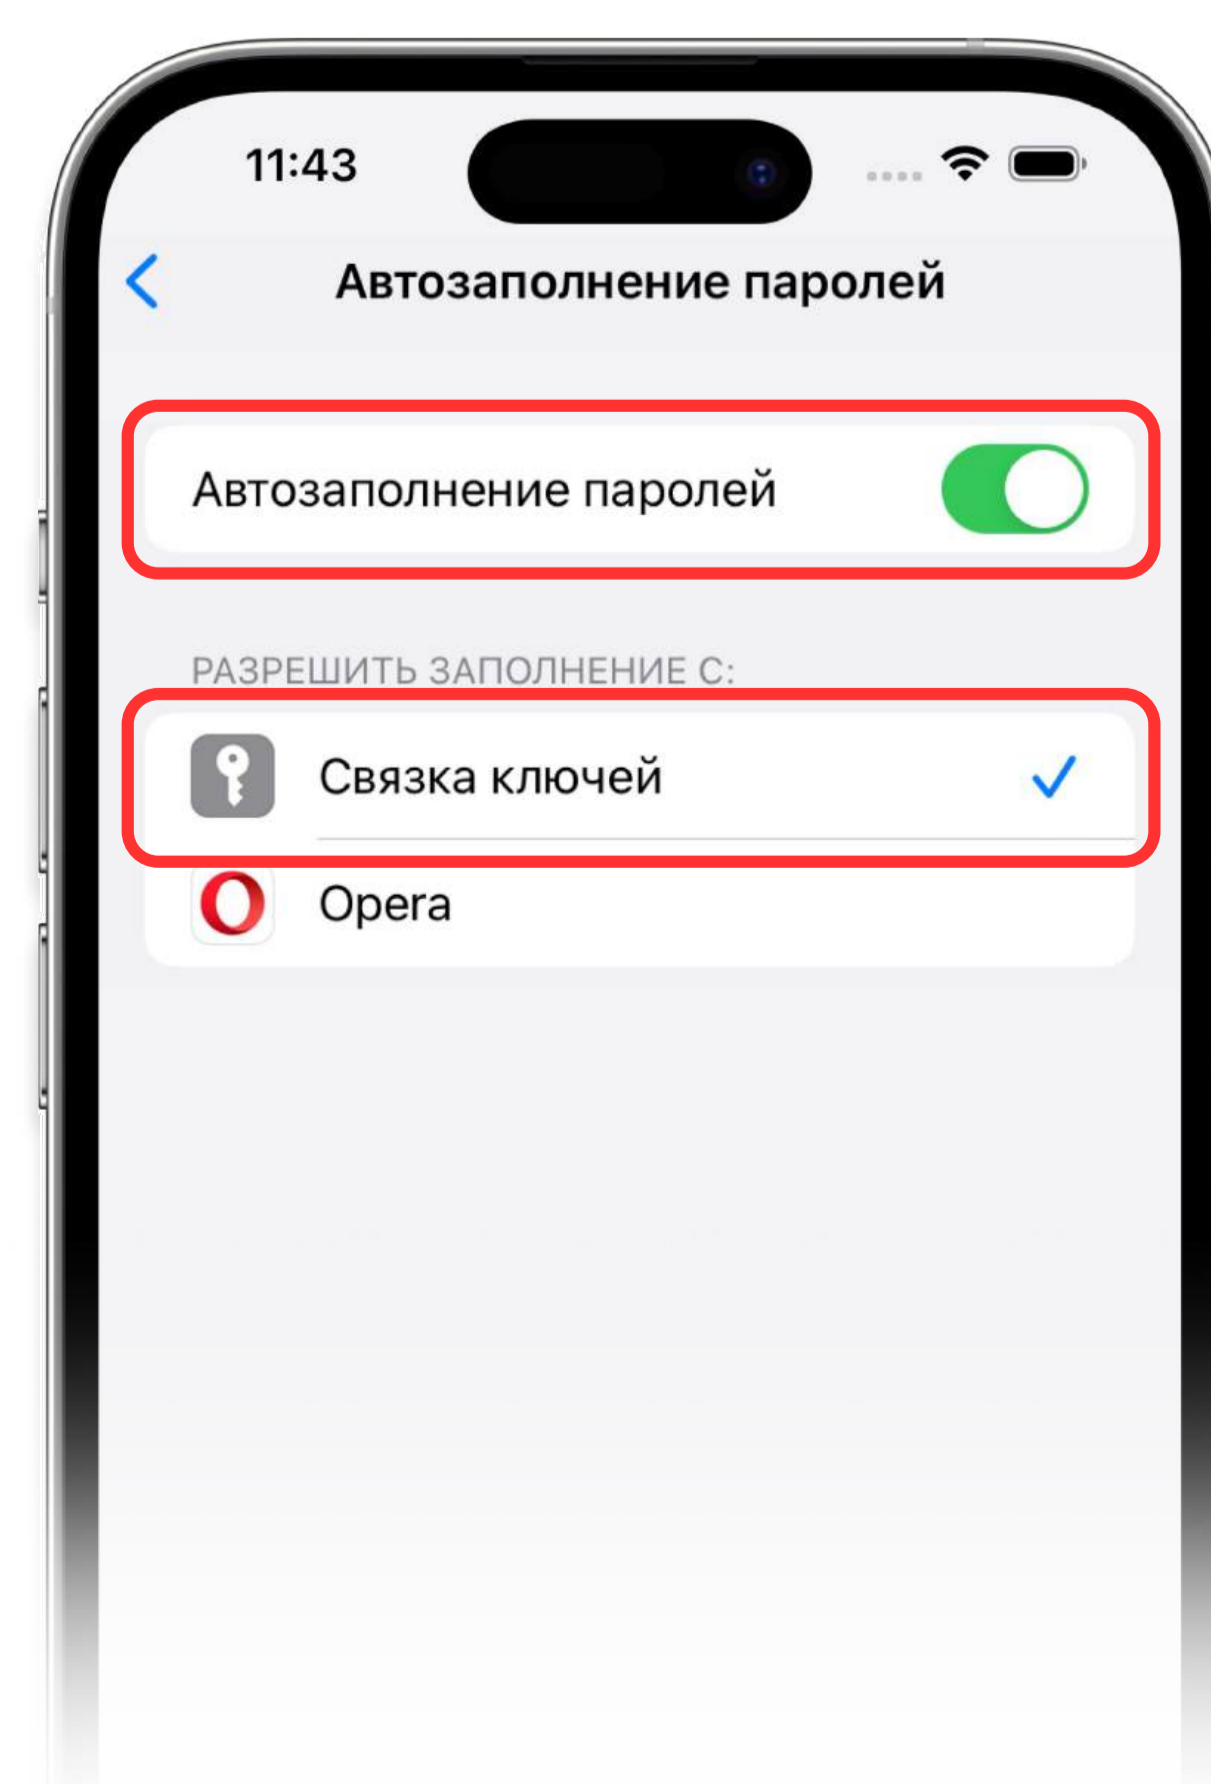 11:43
Автозаполнение паролей
Автозаполнение паролей
РАЗРЕШИТЬ ЗАПОЛНЕНИЕ С:
Связка ключей
Opera